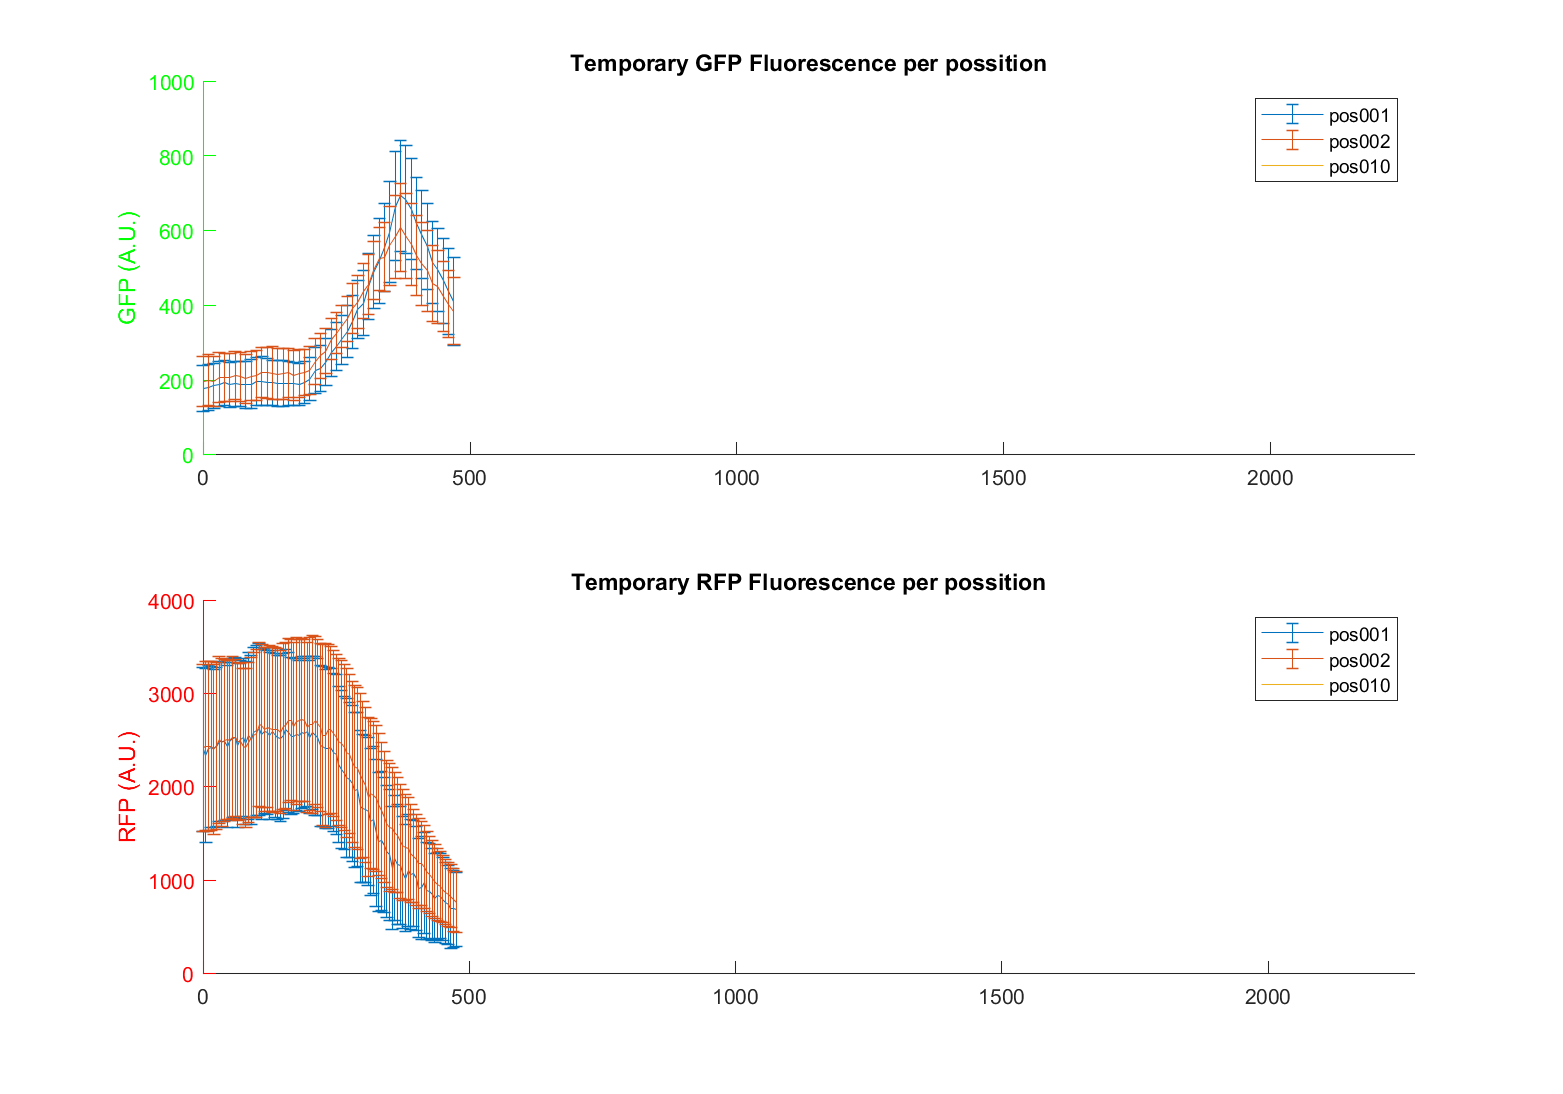 Temporary GFP Fluorescence per possition
1000
800
600
400
200
0
GFP (A.U.)
pos001
pos002
pos010
0 500 1000 1500 2000
Temporary RFP Fluorescence per possition
4000
3000
2000
1000
0
RFP (A.U.)
pos001
pos002
pos010
0 500 1000 1500 2000